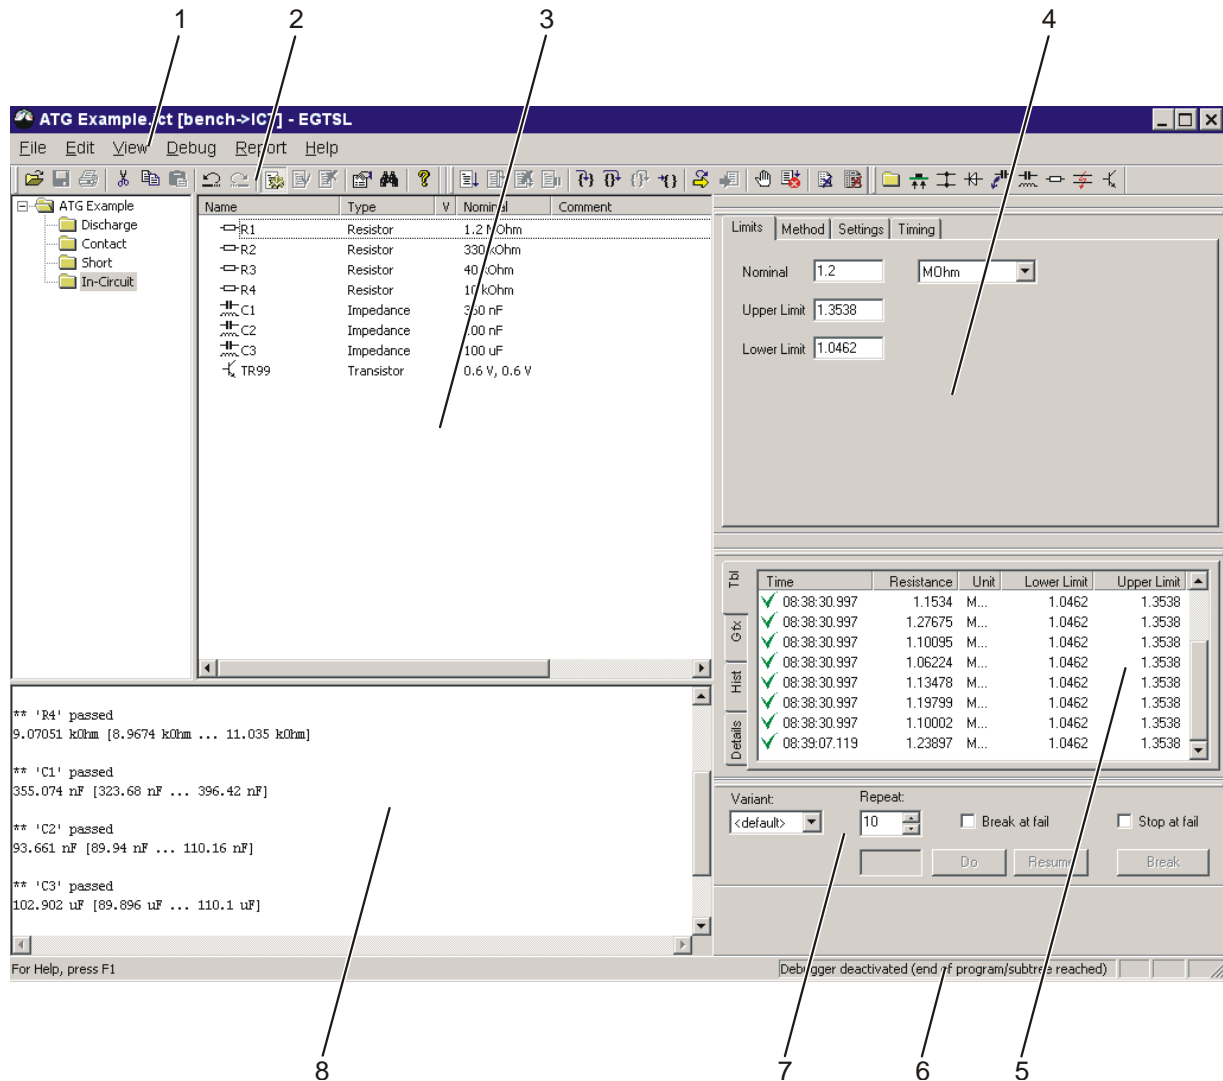 1 2 3 4
ATG Example.ict [bench->ICT] - EGTSL
File Edit View Debug Report Help
ATG Example
Discharge
Contact
Short
In-Circuit
Name Type V Nominal Comment
R1 Resistor 1.2 MOhm
R2 Resistor 330 kOhm
R3 Resistor 40 kOhm
R4 Resistor 10 kOhm
C1 Impedance 360 nF
C2 Impedance 100 nF
C3 Impedance 100 uF
TR99 Transistor 0.6 V, 0.6 V
Limits Method Settings Timing
Nominal 1.2 MOhm
Upper Limit 1.3538
Lower Limit 1.0462
Tbl
Gfx
Hist
Details
Time Resistance Unit Lower Limit Upper Limit
08:38:30.997 1.1534 M... 1.0462 1.3538
08:38:30.997 1.27675 M... 1.0462 1.3538
08:38:30.997 1.10095 M... 1.0462 1.3538
08:38:30.997 1.06224 M... 1.0462 1.3538
08:38:30.997 1.13478 M... 1.0462 1.3538
08:38:30.997 1.19799 M... 1.0462 1.3538
08:38:30.997 1.10002 M... 1.0462 1.3538
08:39:07.119 1.23897 M... 1.0462 1.3538
** 'R4' passed
9.07051 kOhm [8.9674 kOhm ... 11.035 kOhm]
** 'C1' passed
355.074 nF [323.68 nF ... 396.42 nF]
** 'C2' passed
93.661 nF [89.94 nF ... 110.16 nF]
** 'C3' passed
102.902 uF [89.896 uF ... 110.1 uF]
Variant: Repeat:
<default> 10 Break at fail Stop at fail
Do Resume Break
For Help, press F1
Debugger deactivated (end of program/subtree reached)
8 7 6 5